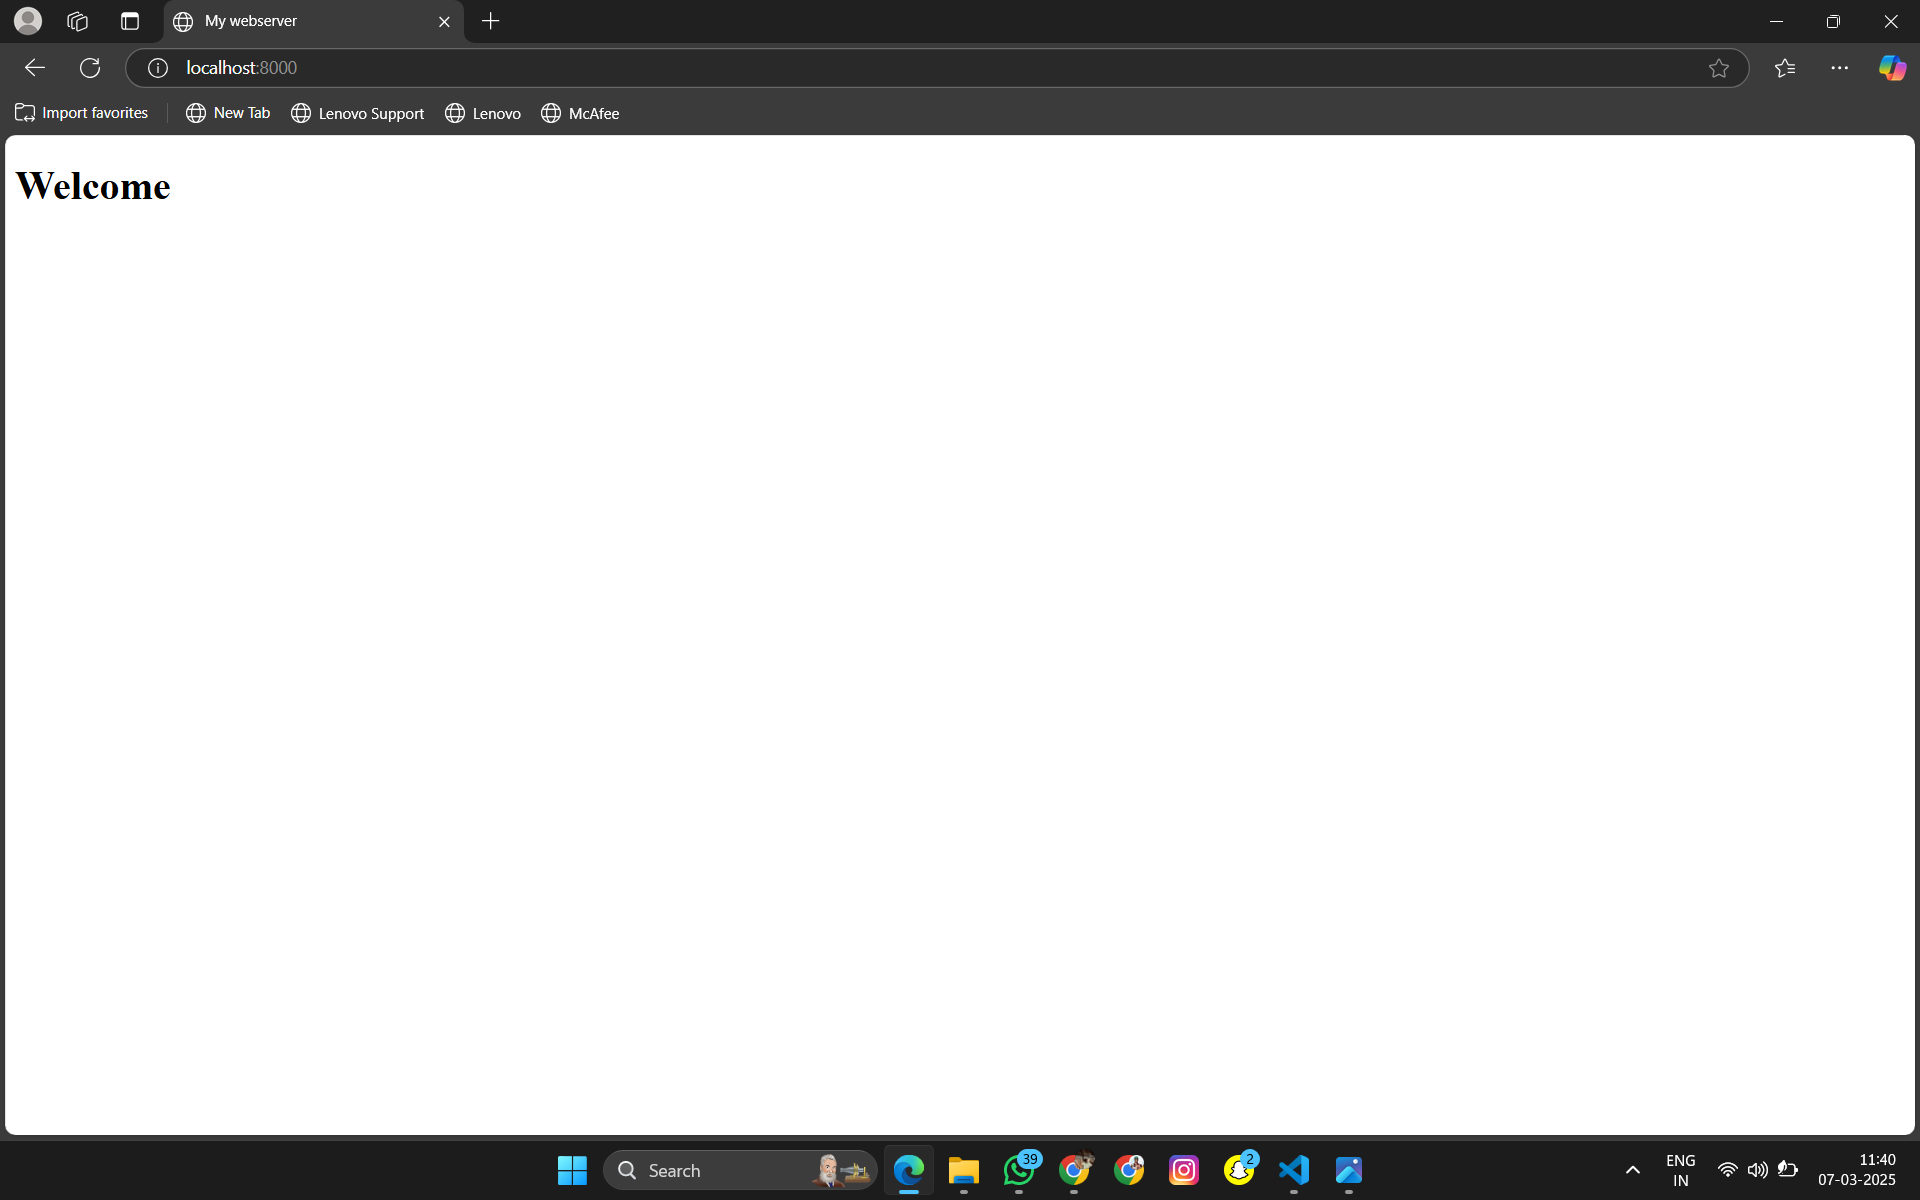 My webserver
localhost:8000
Import favorites
New Tab
Lenovo Support
Lenovo
McAfee
Welcome
Search
39
2
ENG
IN
11:40
07-03-2025